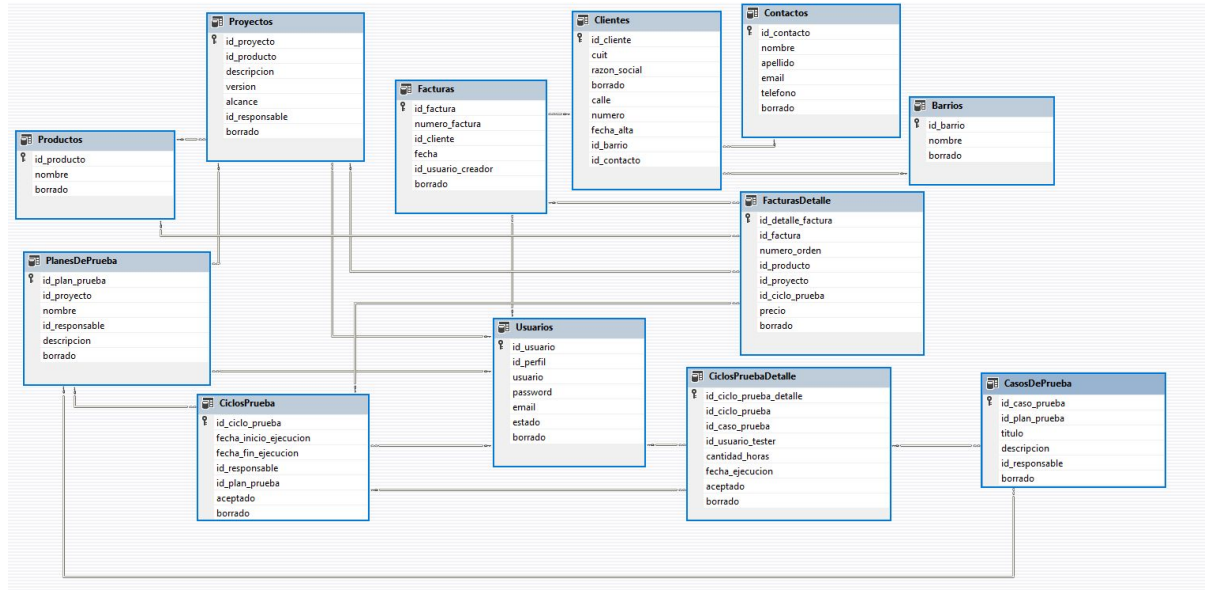 Proyectos
id_proyecto
id_producto
descripcion
version
alcance
id_responsable
borrado
Clientes
id_cliente
cuit
razon_social
borrado
calle
numero
fecha_alta
id_barrio
id_contacto
Contactos
id_contacto
nombre
apellido
email
telefono
borrado
Facturas
id_factura
numero_factura
id_cliente
fecha
id_usuario_creador
borrado
Barrios
id_barrio
nombre
borrado
Productos
id_producto
nombre
borrado
FacturasDetalle
id_detalle_factura
id_factura
numero_orden
id_producto
id_proyecto
id_ciclo_prueba
precio
borrado
PlanesDePrueba
id_plan_prueba
id_proyecto
nombre
id_responsable
descripcion
borrado
Usuarios
id_usuario
id_perfil
usuario
password
email
estado
borrado
CiclosPrueba
id_ciclo_prueba
fecha_inicio_ejecucion
fecha_fin_ejecucion
id_responsable
id_plan_prueba
aceptado
borrado
CiclosPruebaDetalle
id_ciclo_prueba_detalle
id_ciclo_prueba
id_caso_prueba
id_usuario_tester
cantidad_horas
fecha_ejecucion
aceptado
borrado
CasosDePrueba
id_caso_prueba
id_plan_prueba
titulo
descripcion
id_responsable
borrado